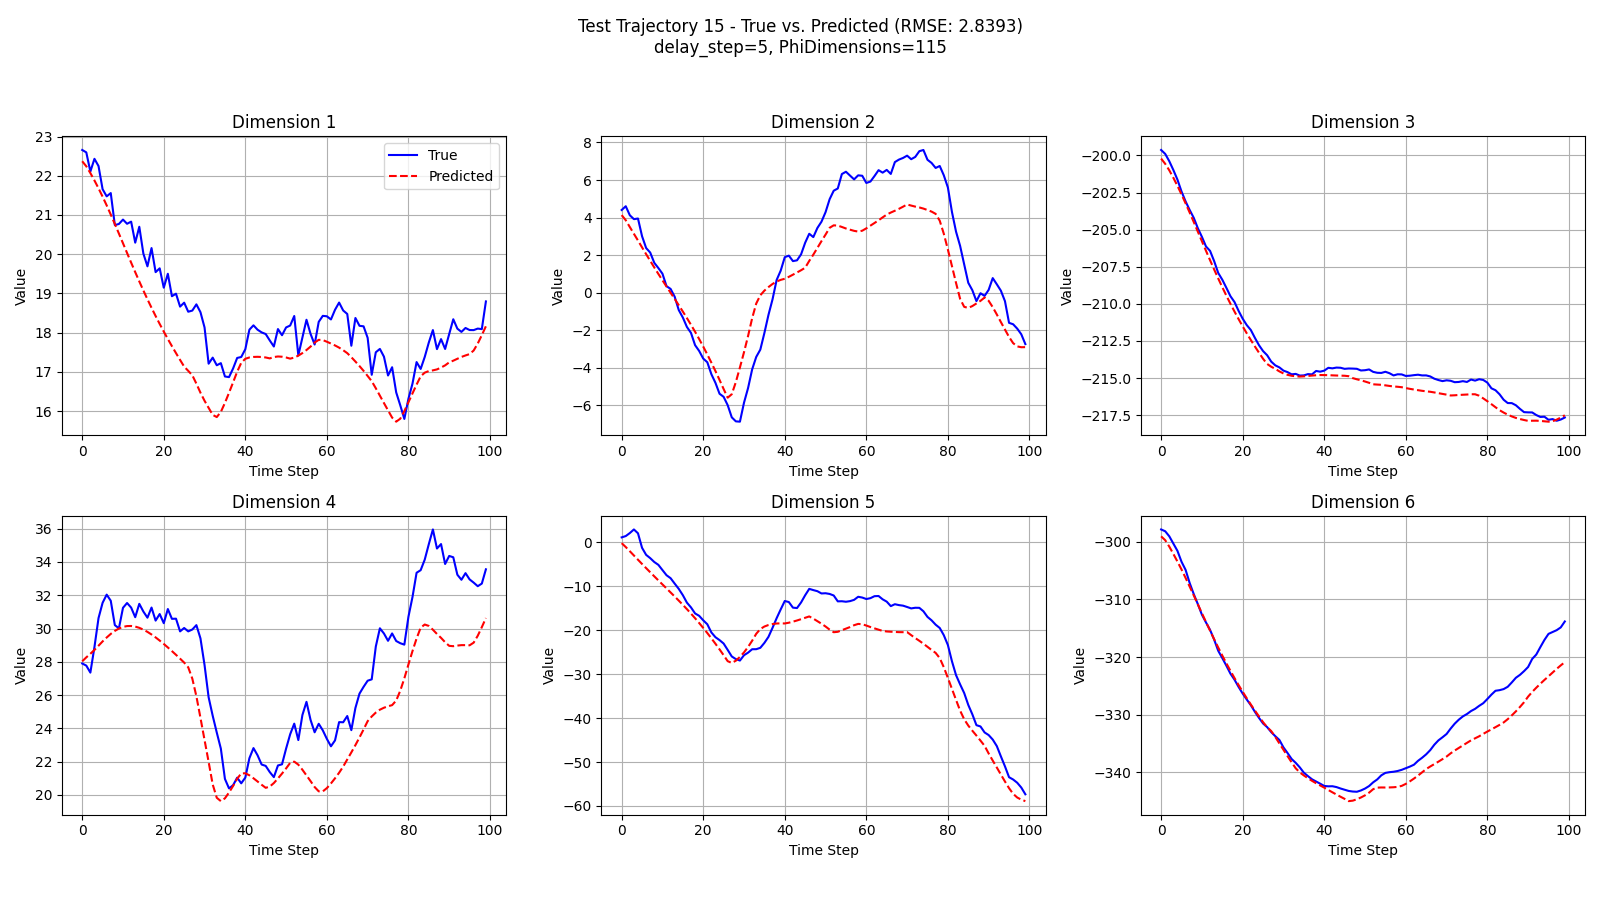 Test Trajectory 15 - True vs. Predicted (RMSE: 2.8393)
delay_step=5, PhiDimensions=115
Dimension 1
Value
23
22
21
20
19
18
17
16
0 20 40 60 80 100
Time Step
True
Predicted
Dimension 2
Value
8
6
4
2
0
−2
−4
−6
0 20 40 60 80 100
Time Step
Dimension 3
Value
−200.0
−202.5
−205.0
−207.5
−210.0
−212.5
−215.0
−217.5
0 20 40 60 80 100
Time Step
Dimension 4
Value
36
34
32
30
28
26
24
22
20
0 20 40 60 80 100
Time Step
Dimension 5
Value
0
−10
−20
−30
−40
−50
−60
0 20 40 60 80 100
Time Step
Dimension 6
Value
−300
−310
−320
−330
−340
0 20 40 60 80 100
Time Step